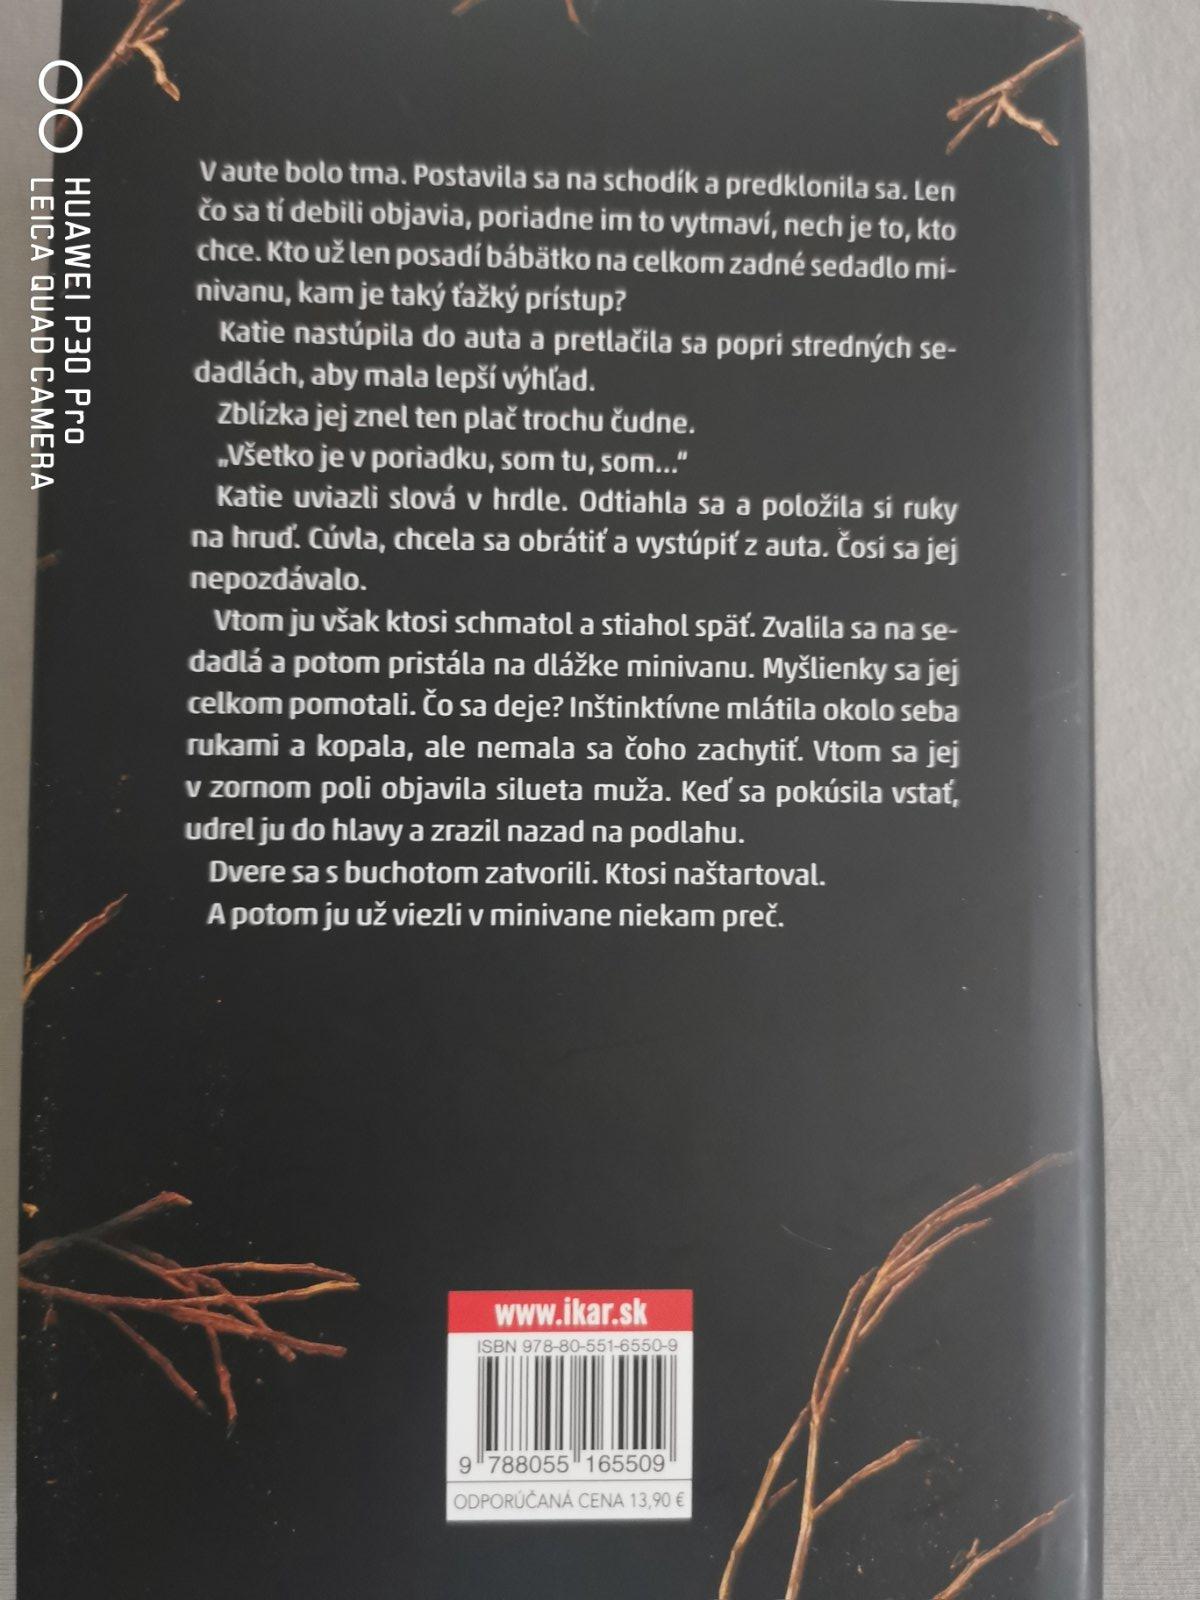 HUAWEI P30 Pro
LEICA QUAD CAMERA
V aute bolo tma. Postavila sa na schodík a predklonila sa. Len
čo sa tí debili objavia, poriadne im to vytmaví, nech je to, kto
chce. Kto už len posadí bábätko na celkom zadné sedadlo mi-
nivanu, kam je taký ťažký prístup?
Katie nastúpila do auta a pretlačila sa popri stredných se-
dadlách, aby mala lepší výhľad.
Zblízka jej znel ten plač trochu čudne.
„Všetko je v poriadku, som tu, som...“
Katie uviazli slová v hrdle. Odtiahla sa a položila si ruky
na hruď. Cúvla, chcela sa obrátiť a vystúpiť z auta. Čosi sa jej
nepozdávalo.
Vtom ju však ktosi schmatol a stiahol späť. Zvalila sa na se-
dadlá a potom pristála na dlážke minivanu. Myšlienky sa jej
celkom pomotali. Čo sa deje? Inštinktívne mlátila okolo seba
rukami a kopala, ale nemala sa čoho zachytiť. Vtom sa jej
v zornom poli objavila silueta muža. Keď sa pokúsila vstať,
udrel ju do hlavy a zrazil nazad na podlahu.
Dvere sa s buchotom zatvorili. Ktosi naštartoval.
A potom ju už viezli v minivane niekam preč.
www.ikar.sk
ISBN 978-80-551-6550-9
9 788055 165509
ODPORÚČANÁ CENA 13,90 €